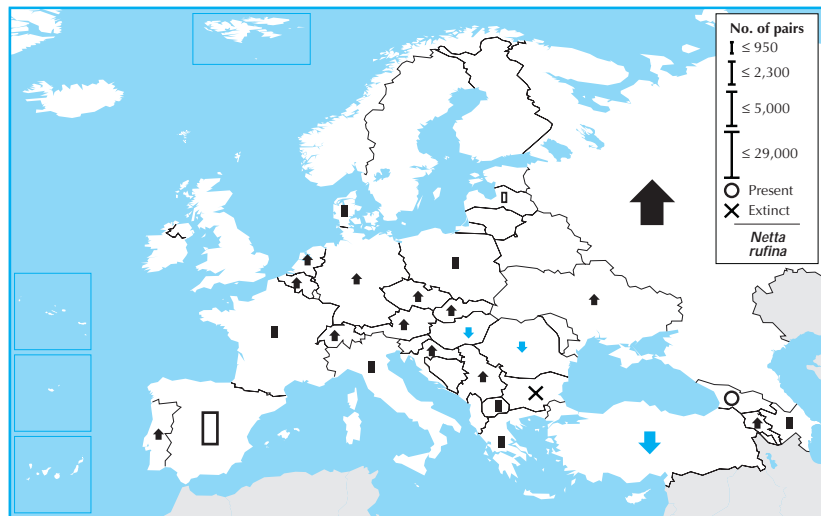 No. of pairs
≤ 950
≤ 2,300
≤ 5,000
≤ 29,000
Present
Extinct
Netta
rufina